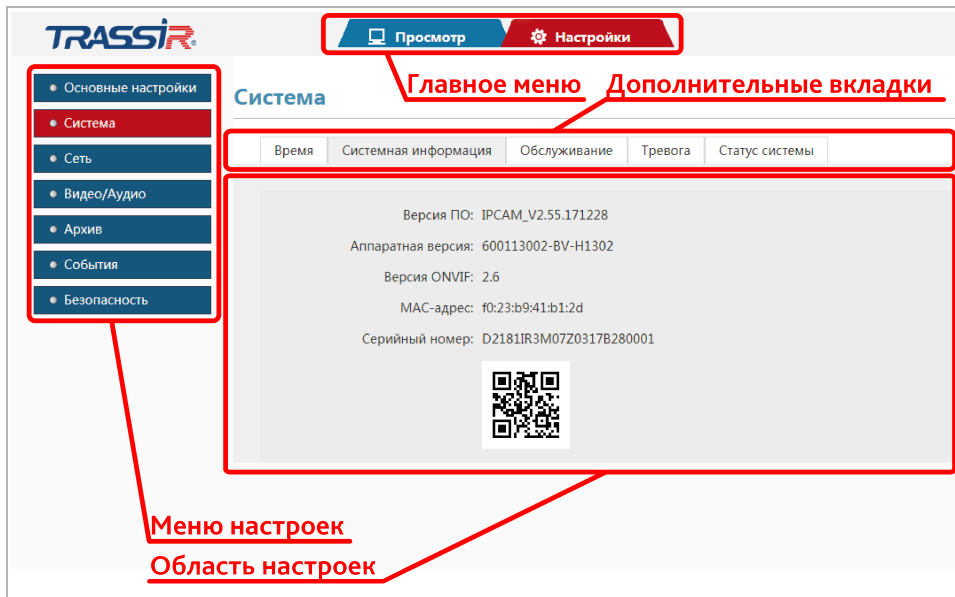 TRASSIR
Просмотр
Настройки
Главное меню
Дополнительные вкладки
Основные настройки
Система
Сеть
Видео/Аудио
Архив
События
Безопасность
Система
Время
Системная информация
Обслуживание
Тревога
Статус системы
Версия ПО: IPCAM_V2.55.171228
Аппаратная версия: 600113002-BV-H1302
Версия ONVIF: 2.6
MAC-адрес: f0:23:b9:41:b1:2d
Серийный номер: D2181IR3M07Z0317B280001
Меню настроек
Область настроек